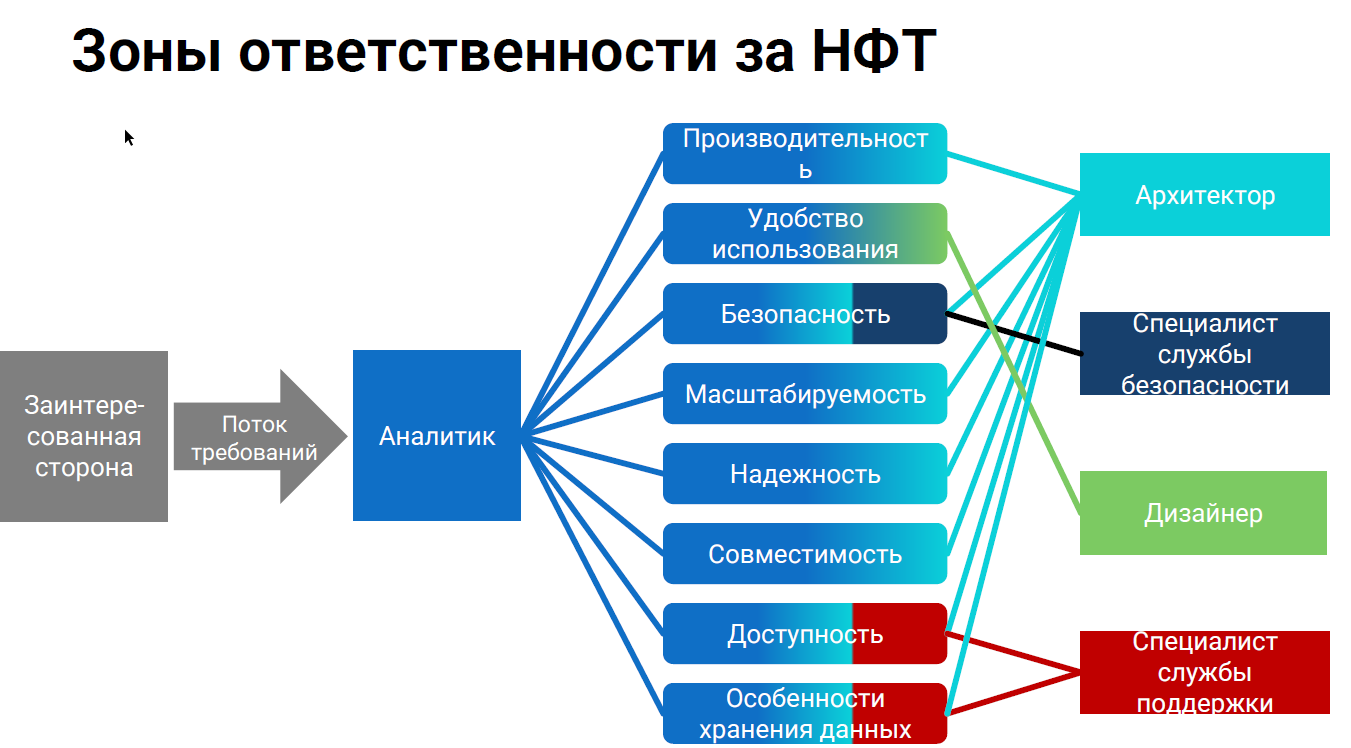 Зоны ответственности за НФТ
Заинтере-
сованная
сторона
Поток
требований
Аналитик
Производительност
ь
Удобство
использования
Безопасность
Масштабируемость
Надежность
Совместимость
Доступность
Особенности
хранения данных
Архитектор
Специалист
службы
безопасности
Дизайнер
Специалист
службы
поддержки